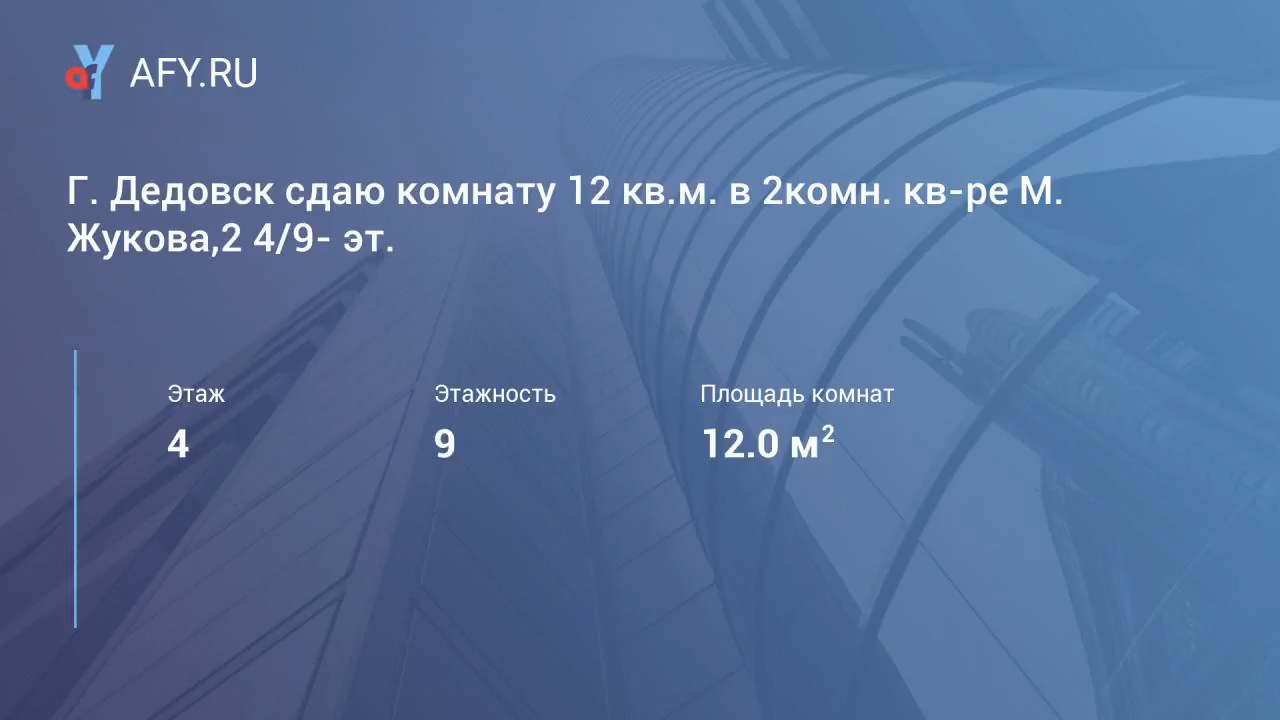 AFY.RU
Г. Дедовск сдаю комнату 12 кв.м. в 2комн. кв-ре М.
Жукова,2 4/9- эт.
Этаж
Этажность
Площадь комнат
4
9
12.0 м²